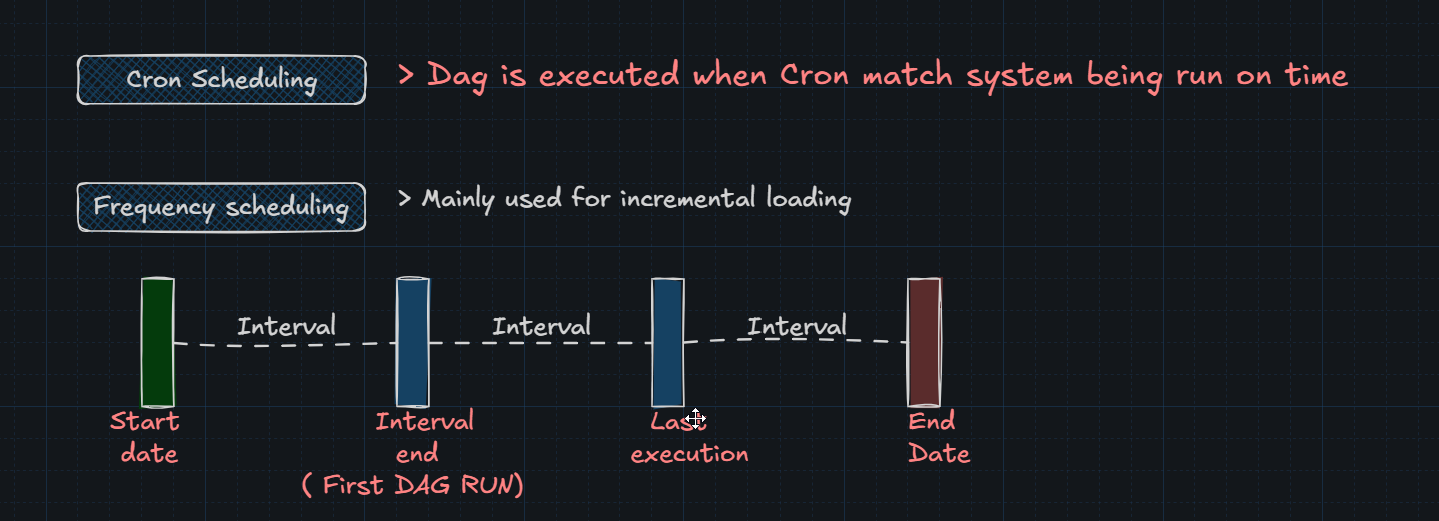 Cron Scheduling
> Dag is executed when Cron match system being run on time
Frequency scheduling
> Mainly used for incremental loading
Interval
Interval
Interval
Start
date
Interval
end
( First DAG RUN)
Last
execution
End
Date